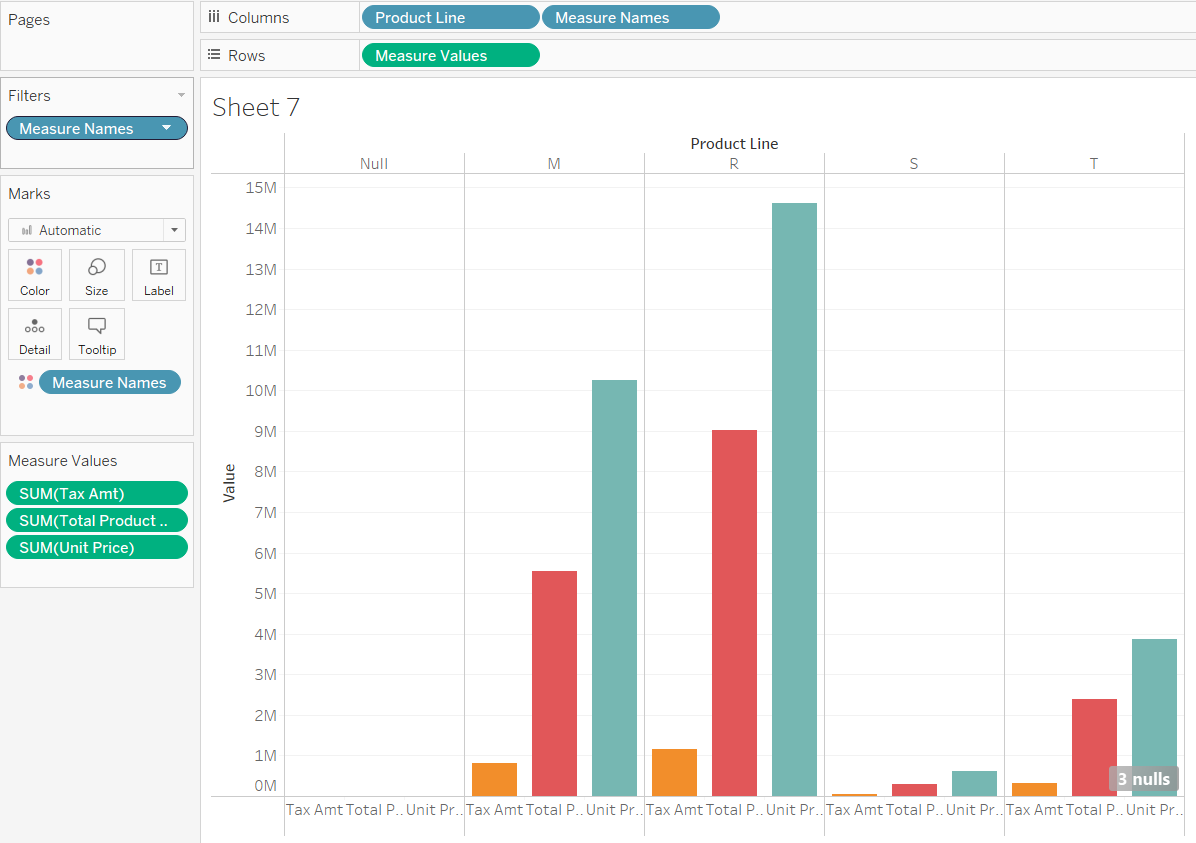 Pages
Filters
Measure Names
Marks
Automatic
Color
Size
Label
Detail
Tooltip
Measure Names
Measure Values
SUM(Tax Amt)
SUM(Total Product ..
SUM(Unit Price)
Columns
Product Line
Measure Names
Rows
Measure Values
Sheet 7
Product Line
Null M R S T
15M
14M
13M
12M
11M
10M
9M
8M
7M
6M
5M
4M
3M
2M
1M
0M
Value
3 nulls
Tax Amt Total P.. Unit Pr.. Tax Amt Total P.. Unit Pr.. Tax Amt Total P.. Unit Pr.. Tax Amt Total P.. Unit Pr.. Tax Amt Total P.. Unit Pr..